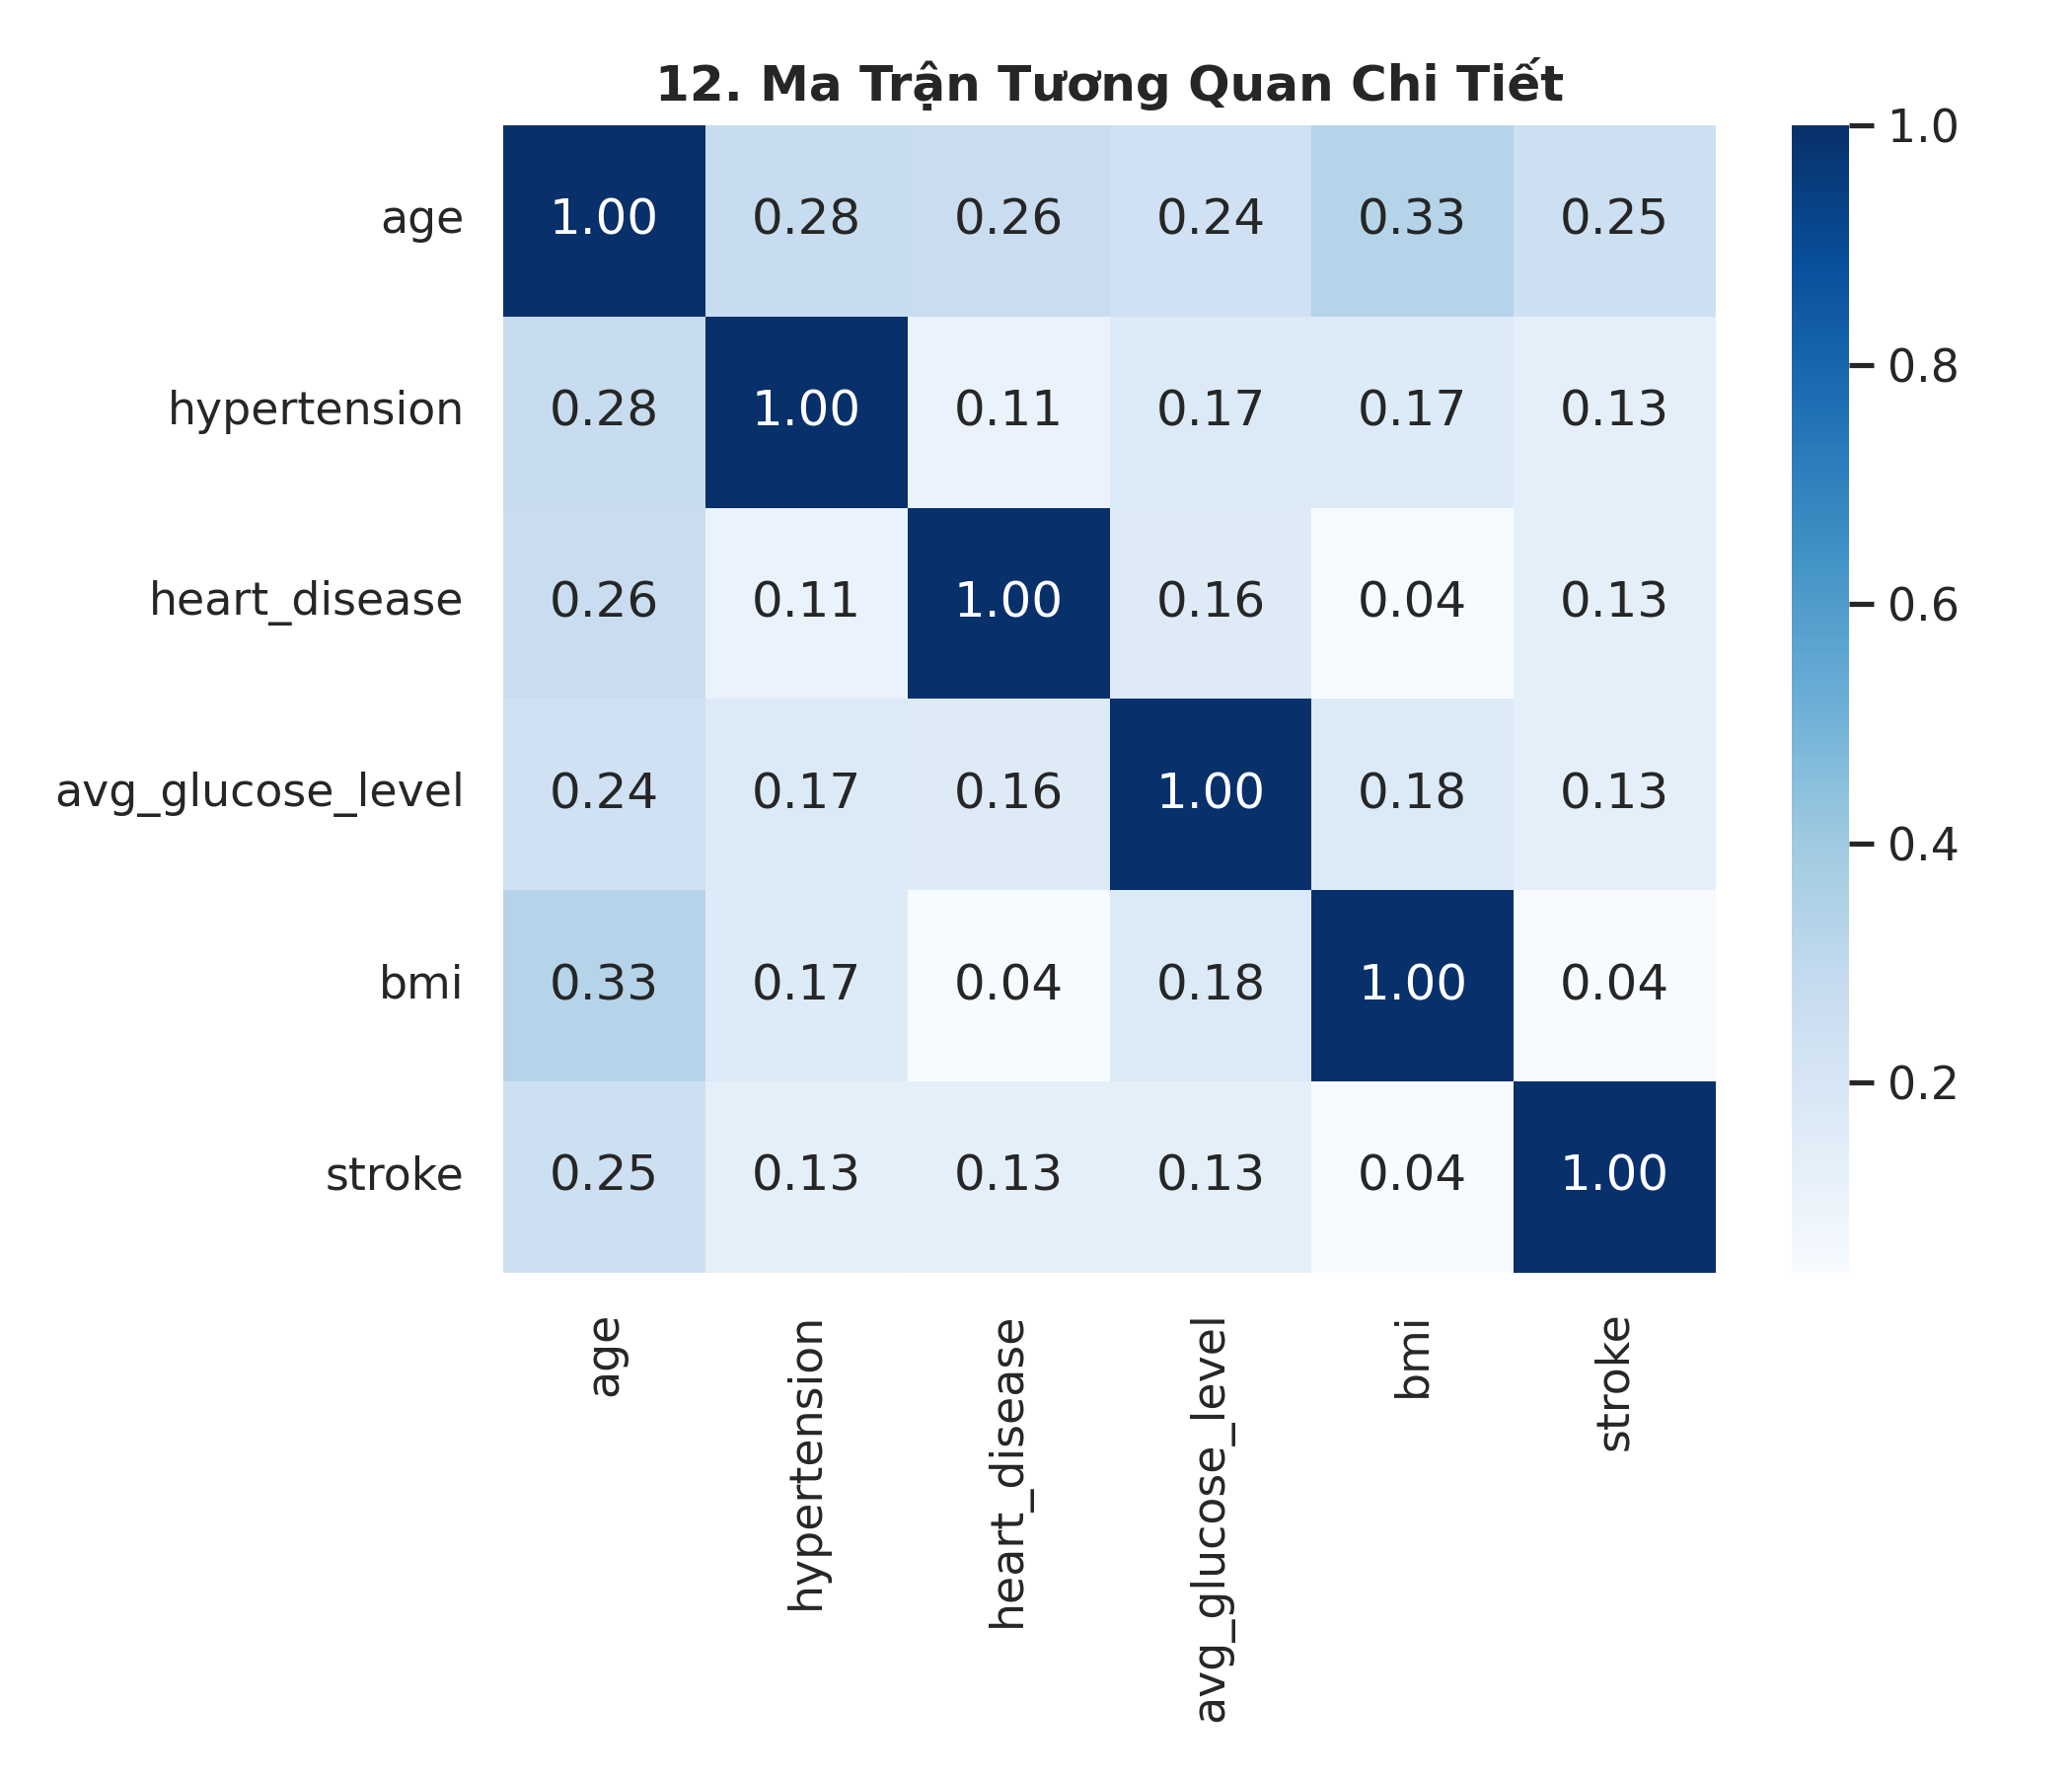 12. Ma Trận Tương Quan Chi Tiết
age 1.00 0.28 0.26 0.24 0.33 0.25
hypertension 0.28 1.00 0.11 0.17 0.17 0.13
heart_disease 0.26 0.11 1.00 0.16 0.04 0.13
avg_glucose_level 0.24 0.17 0.16 1.00 0.18 0.13
bmi 0.33 0.17 0.04 0.18 1.00 0.04
stroke 0.25 0.13 0.13 0.13 0.04 1.00
age
hypertension
heart_disease
avg_glucose_level
bmi
stroke
1.0
0.8
0.6
0.4
0.2